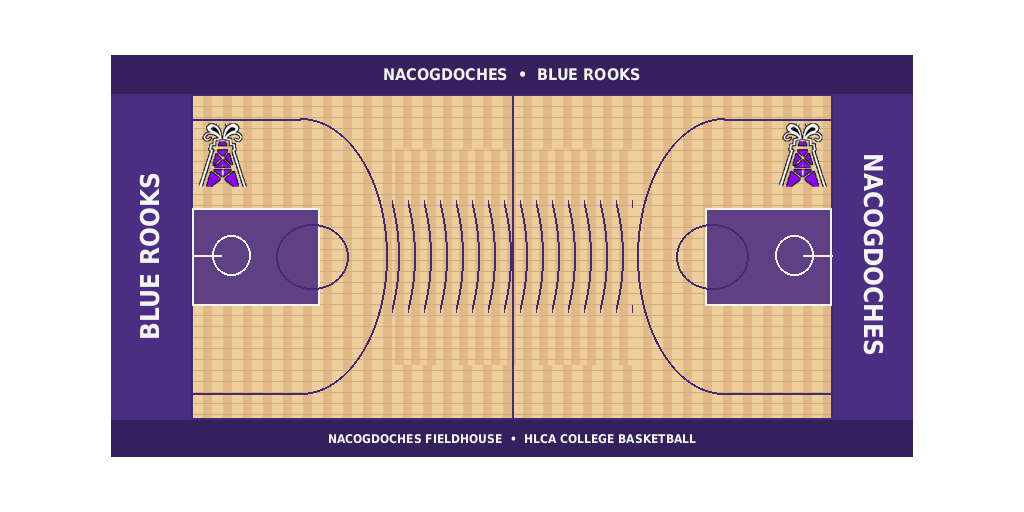 NACOGDOCHES • BLUE ROOKS
BLUE ROOKS
NACOGDOCHES
NACOGDOCHES FIELDHOUSE • HLCA COLLEGE BASKETBALL